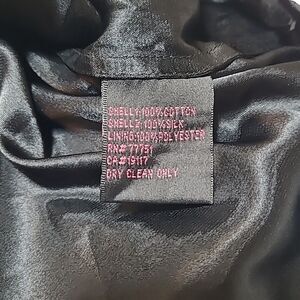 SHELL1:100%COTTON
SHELL2:100%SILK
LINING:100%POLYESTER
RN# 77751
CA#19117
DRY CLEAN ONLY